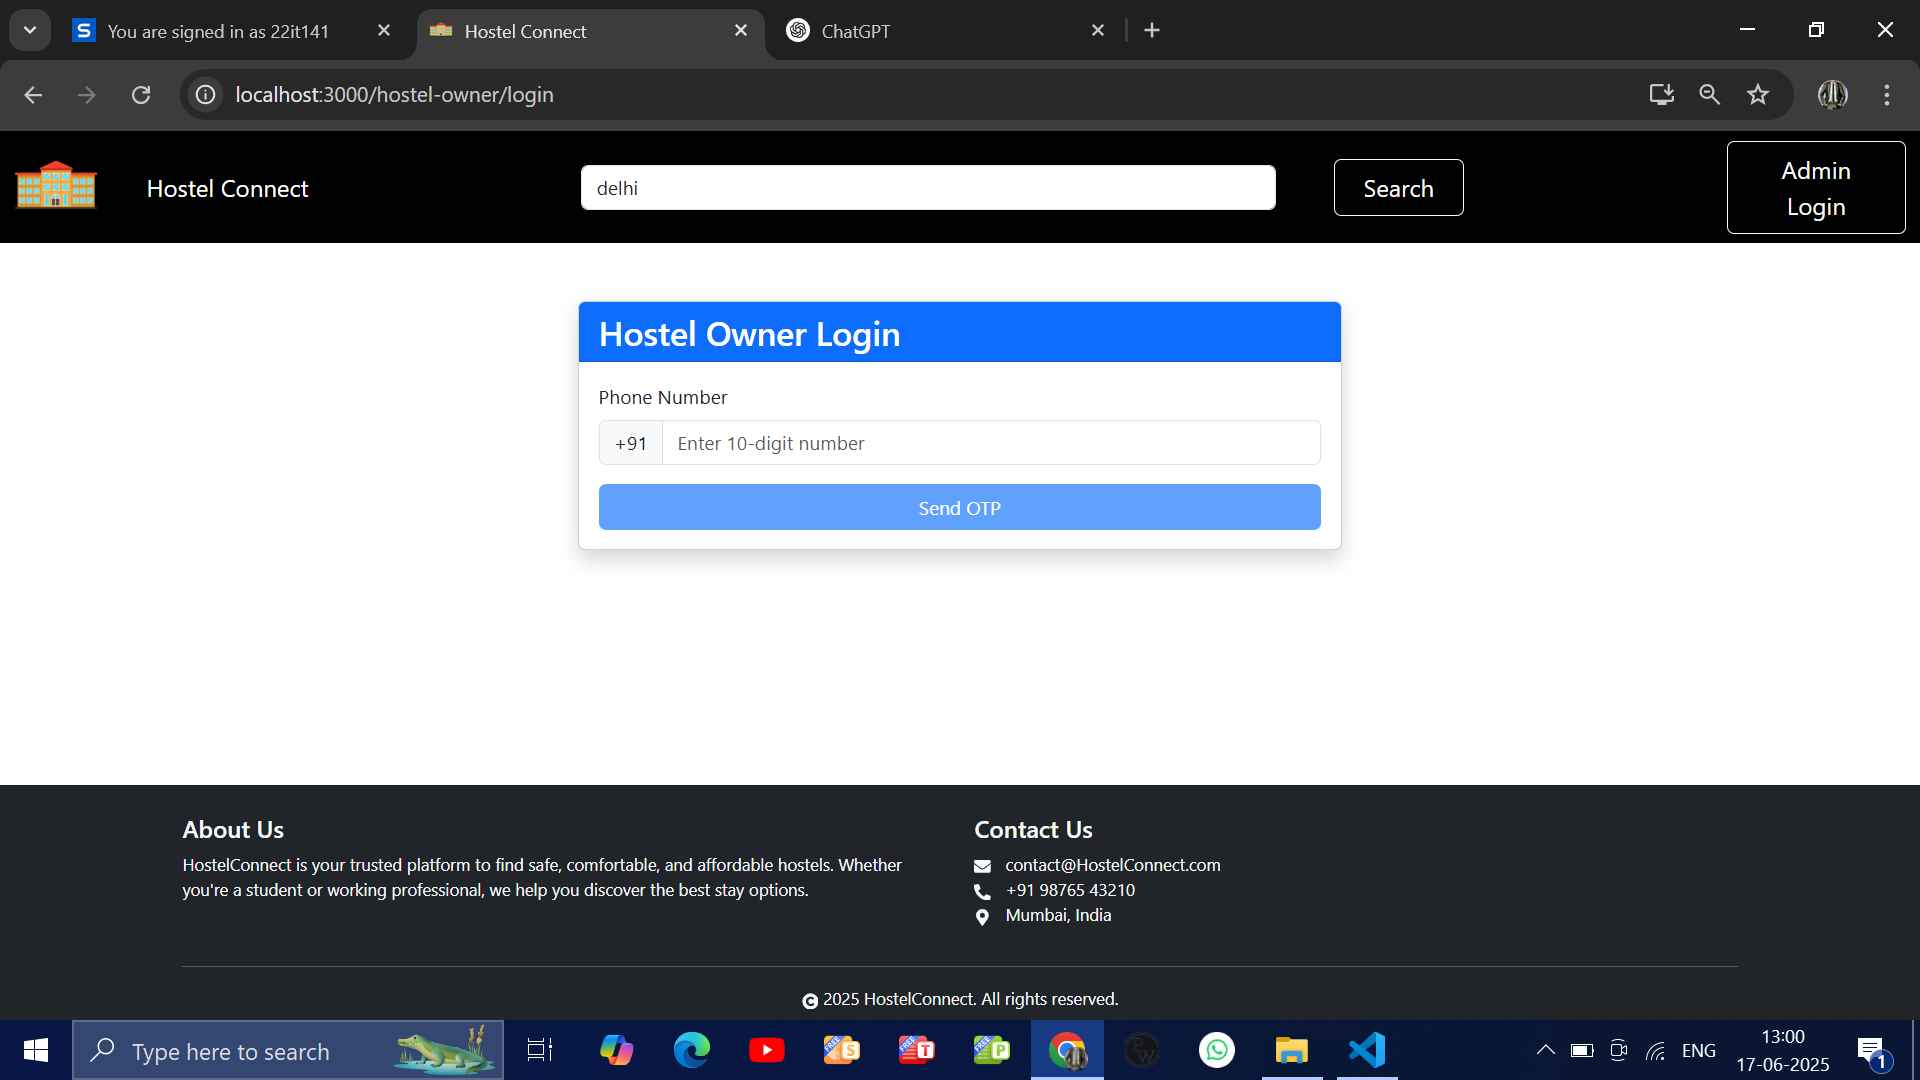 You are signed in as 22it141
Hostel Connect
ChatGPT
localhost:3000/hostel-owner/login
Hostel Connect
delhi
Search
Admin
Login
Hostel Owner Login
Phone Number
+91
Enter 10-digit number
Send OTP
About Us
HostelConnect is your trusted platform to find safe, comfortable, and affordable hostels. Whether
you're a student or working professional, we help you discover the best stay options.
Contact Us
contact@HostelConnect.com
+91 98765 43210
Mumbai, India
© 2025 HostelConnect. All rights reserved.
Type here to search
FREE S
FREE T
FREE P
PW
ENG
13:00
17-06-2025
1